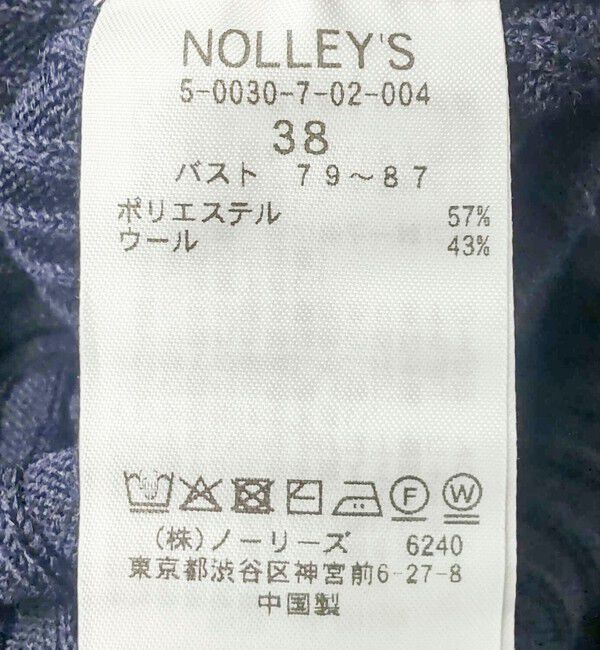 NOLLEY'S
5-0030-7-02-004
38
バスト 79～87
ポリエステル 57%
ウール 43%
F W
(株)ノーリーズ 6240
東京都渋谷区神宮前6-27-8
中国製